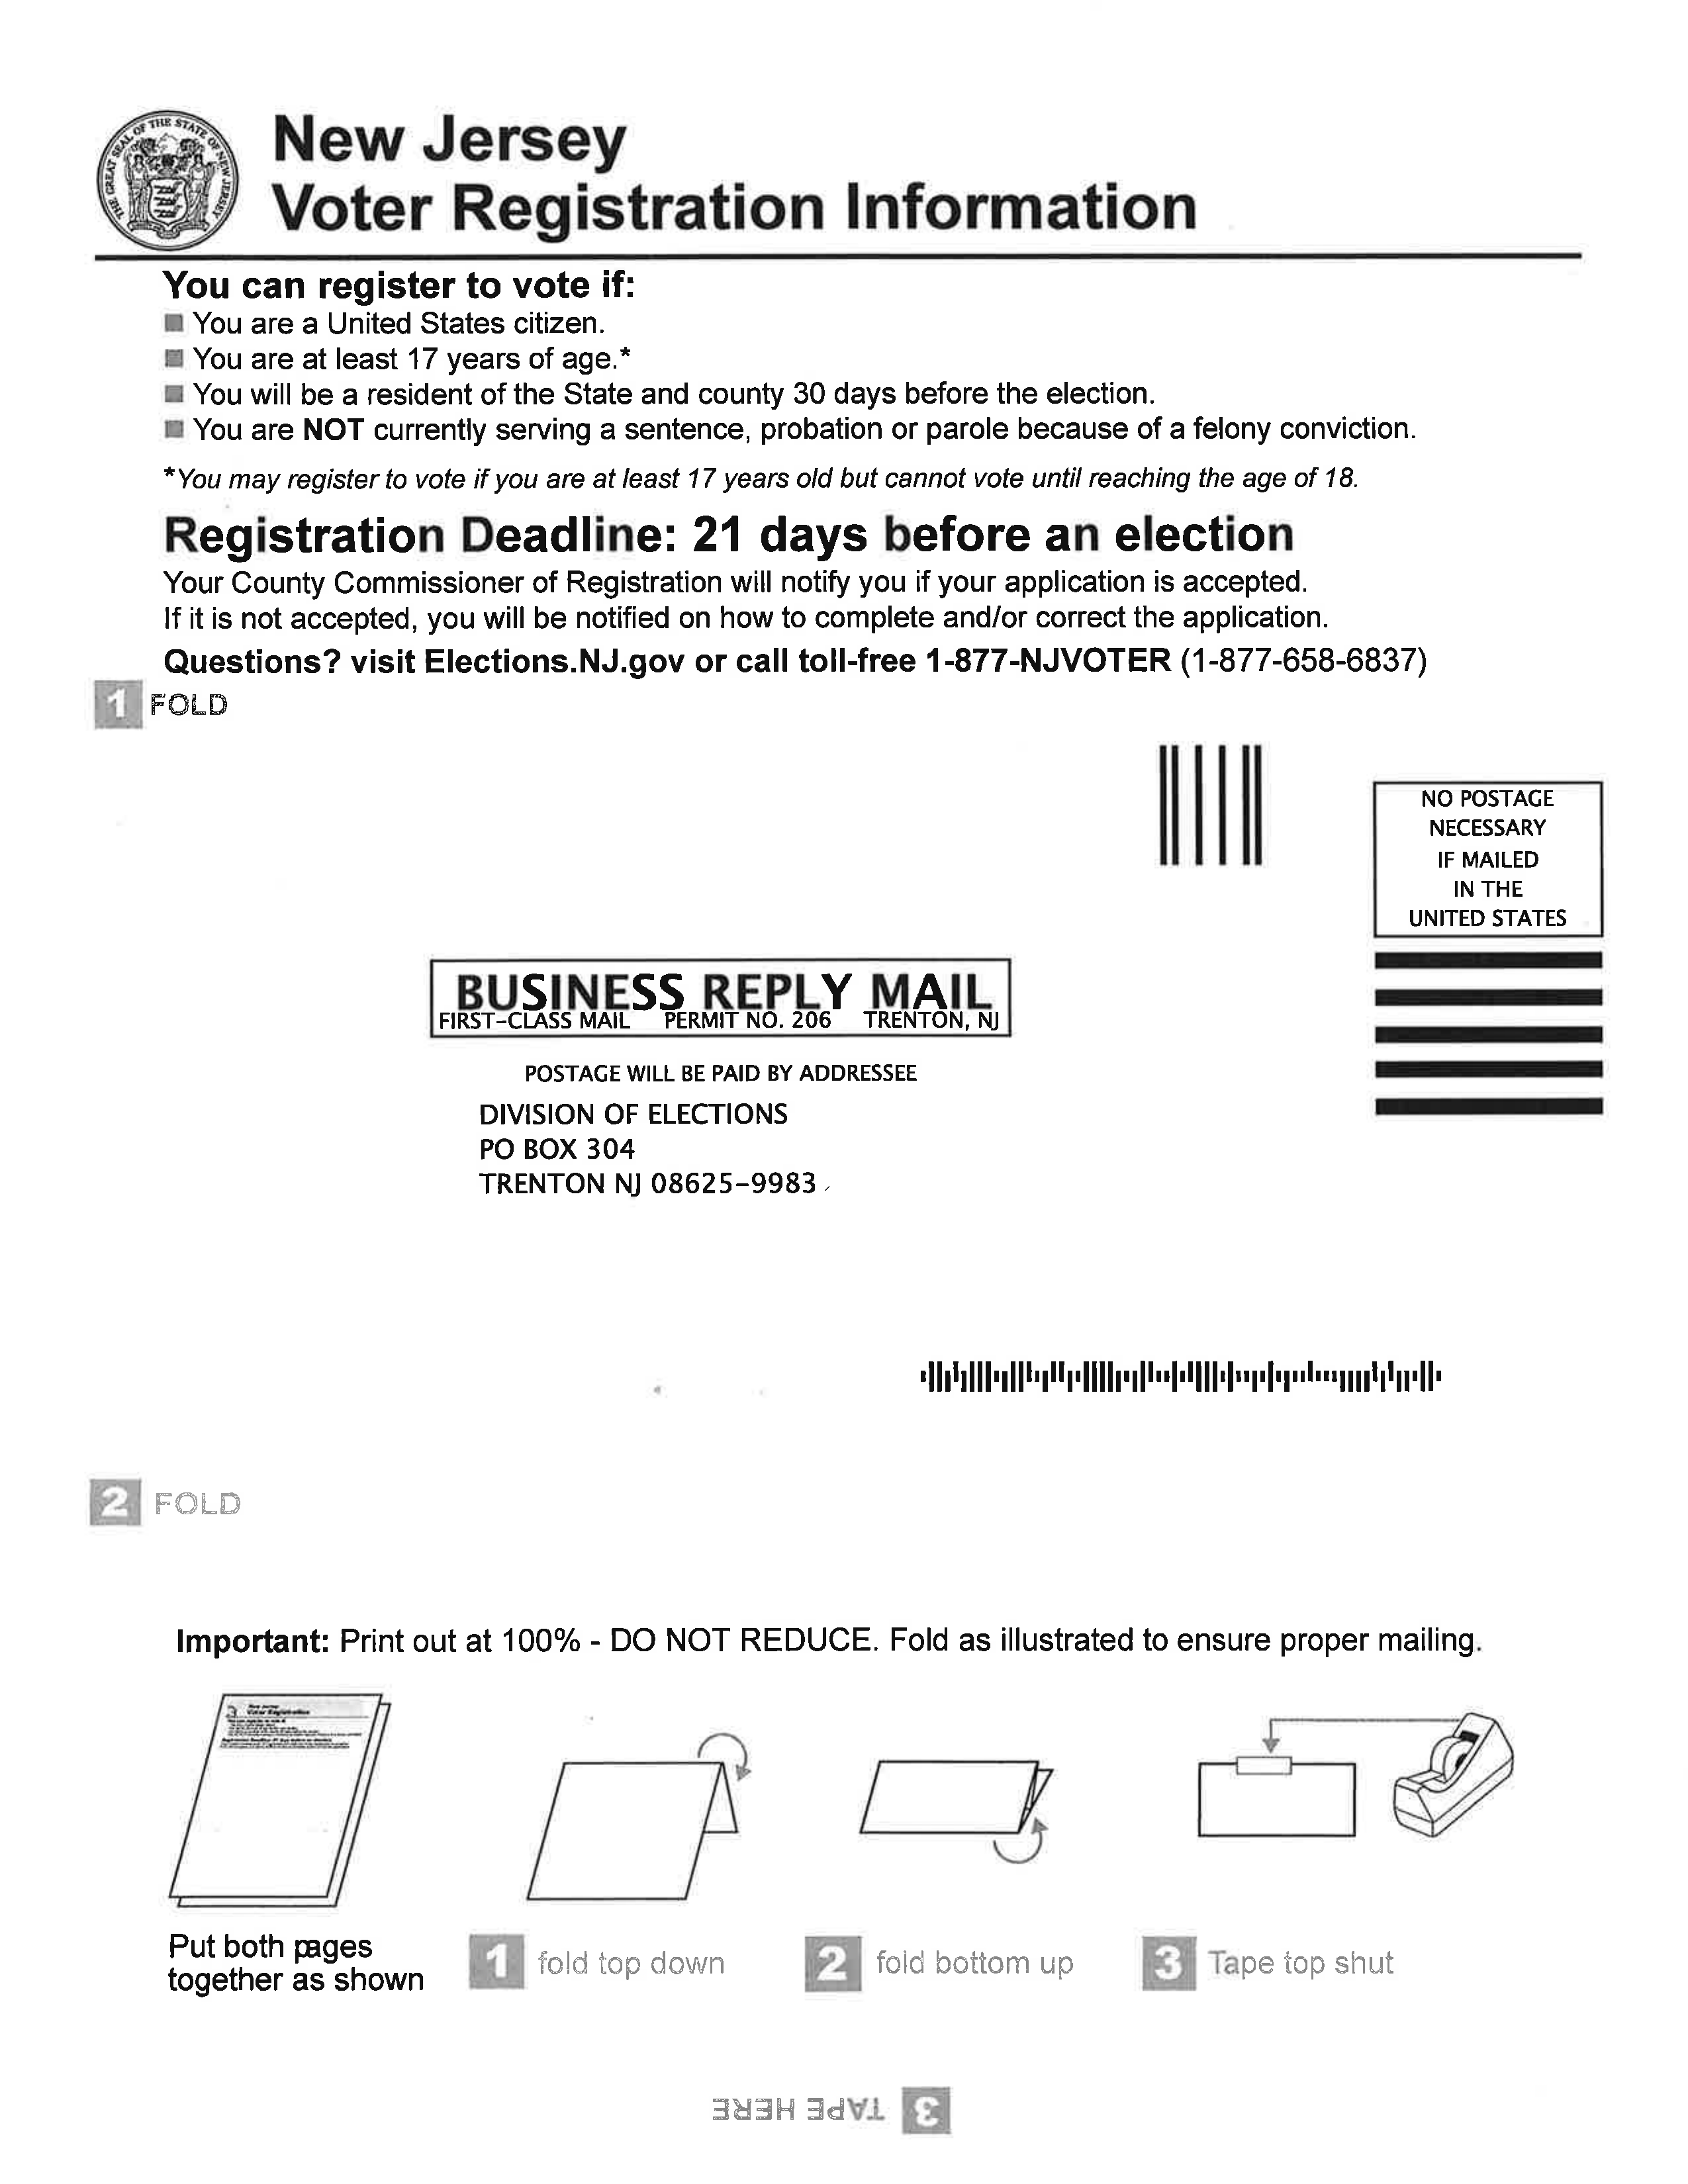 THE GREAT SEAL OF THE STATE OF NEW JERSEY
New Jersey
Voter Registration Information
You can register to vote if:
You are a United States citizen.
You are at least 17 years of age.*
You will be a resident of the State and county 30 days before the election.
You are NOT currently serving a sentence, probation or parole because of a felony conviction.
*You may register to vote if you are at least 17 years old but cannot vote until reaching the age of 18.
Registration Deadline: 21 days before an election
Your County Commissioner of Registration will notify you if your application is accepted.
If it is not accepted, you will be notified on how to complete and/or correct the application.
Questions? visit Elections.NJ.gov or call toll-free 1-877-NJVOTER (1-877-658-6837)
1 FOLD
NO POSTAGE
NECESSARY
IF MAILED
IN THE
UNITED STATES
BUSINESS REPLY MAIL
FIRST-CLASS MAIL PERMIT NO. 206 TRENTON, NJ
POSTAGE WILL BE PAID BY ADDRESSEE
DIVISION OF ELECTIONS
PO BOX 304
TRENTON NJ 08625-9983
2 FOLD
Important: Print out at 100% - DO NOT REDUCE. Fold as illustrated to ensure proper mailing.
Put both pages
together as shown
1 fold top down
2 fold bottom up
3 Tape top shut
3 TAPE HERE